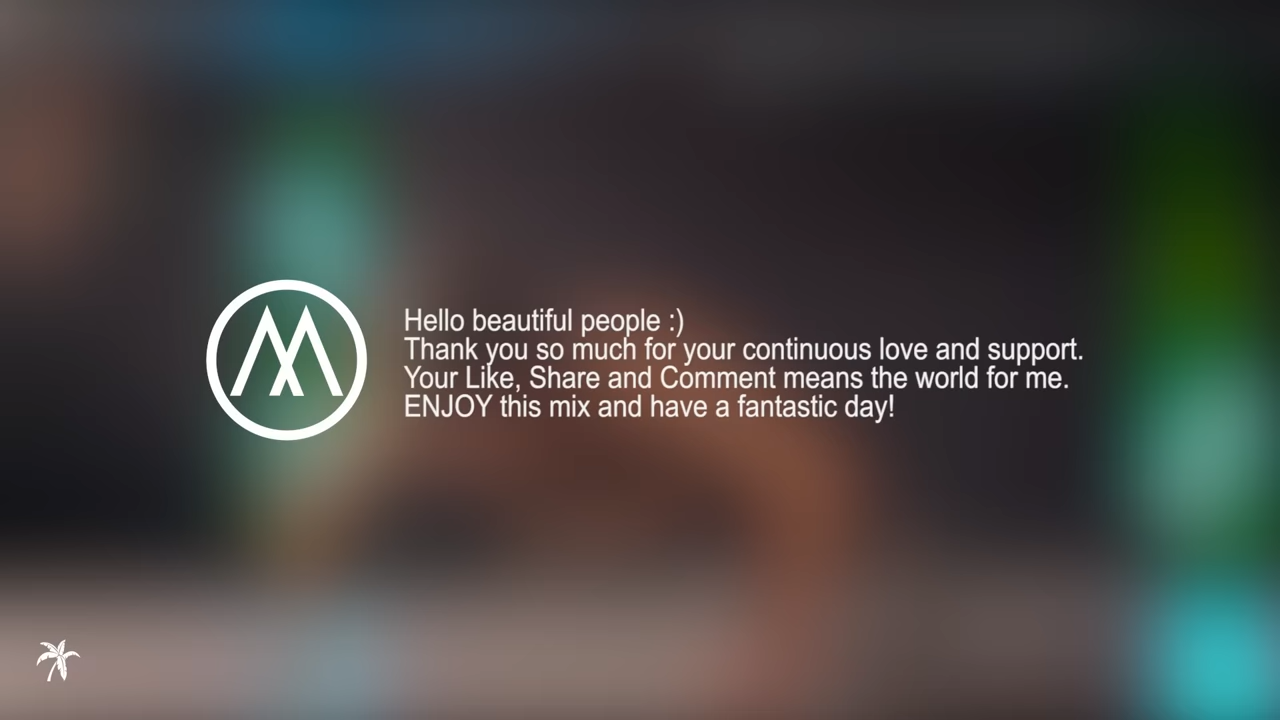 Hello beautiful people :)
Thank you so much for your continuous love and support.
Your Like, Share and Comment means the world for me.
ENJOY this mix and have a fantastic day!